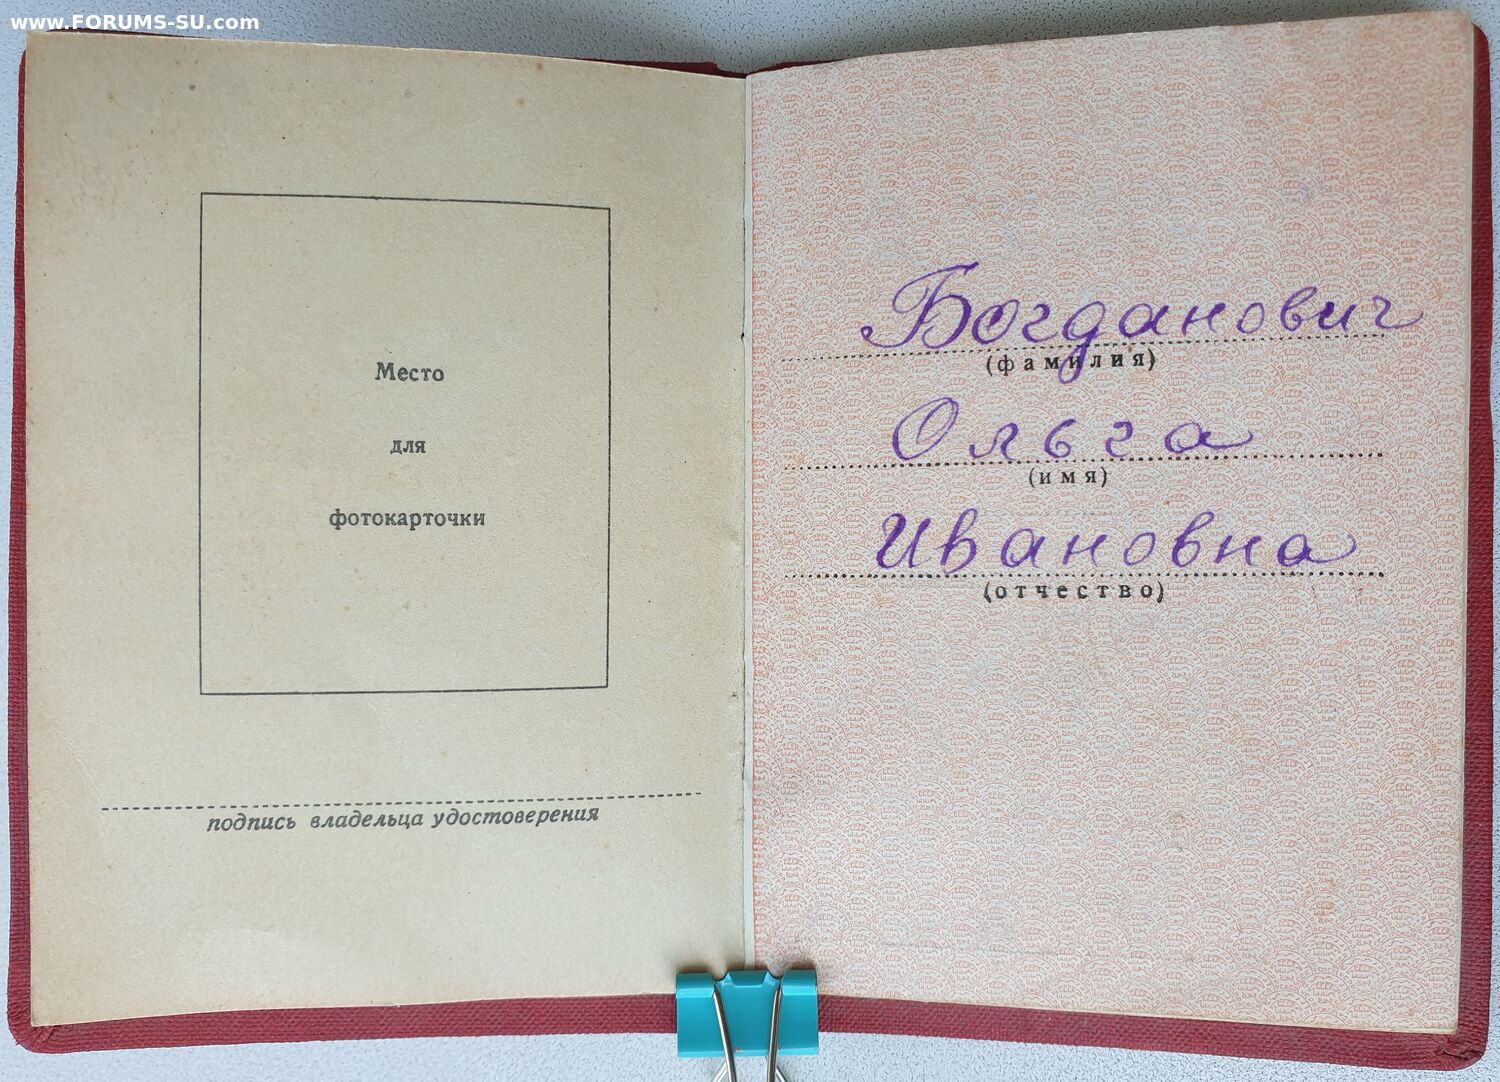 www.FORUMS-SU.com
Место
для
фотокарточки
подпись владельца удостоверения
Богданович
(фамилия)
Ольга
(имя)
Ивановна
(отчество)